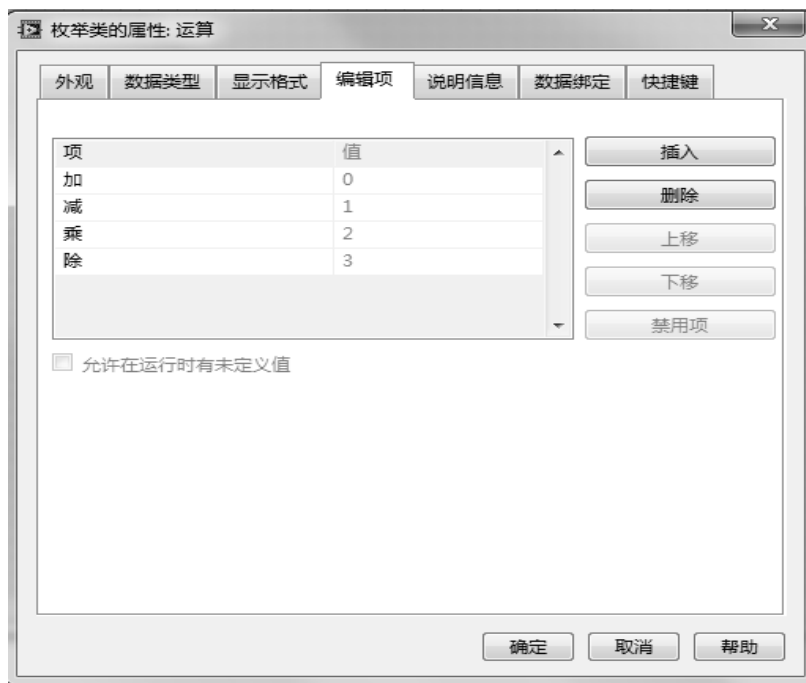 枚举类的属性: 运算
外观 数据类型 显示格式 编辑项 说明信息 数据绑定 快捷键
项 值
加 0
减 1
乘 2
除 3
插入
删除
上移
下移
禁用项
允许在运行时有未定义值
确定 取消 帮助